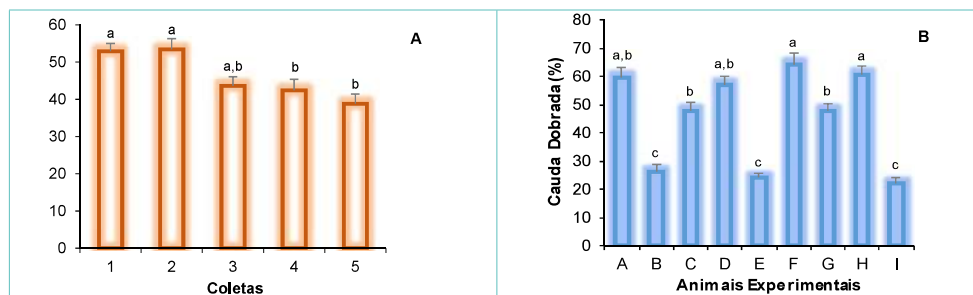 A
60
50
40
30
20
10
0
a
a
a,b
b
b
1 2 3 4 5
Coletas
B
Cauda Dobrada (%)
80
70
60
50
40
30
20
10
0
a,b
c
b
a,b
c
a
b
a
c
A B C D E F G H I
Animais Experimentais